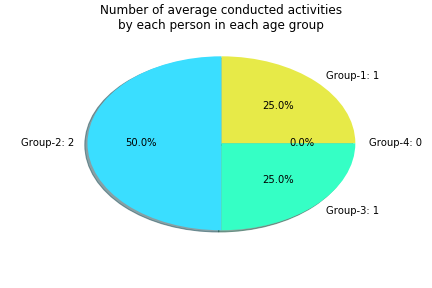 Number of average conducted activities
by each person in each age group
Group-1: 1
25.0%
Group-2: 2
50.0%
0.0%
Group-4: 0
25.0%
Group-3: 1